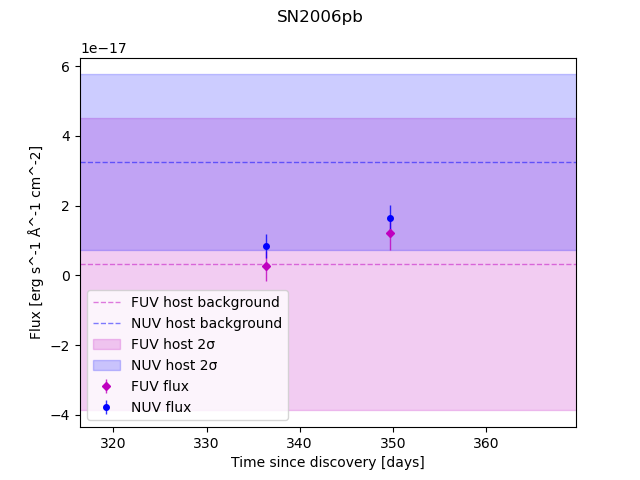 SN2006pb
1e−17
6
4
2
0
−2
−4
Flux [erg s^-1 Å^-1 cm^-2]
FUV host background
NUV host background
FUV host 2σ
NUV host 2σ
FUV flux
NUV flux
320
330
340
350
360
Time since discovery [days]